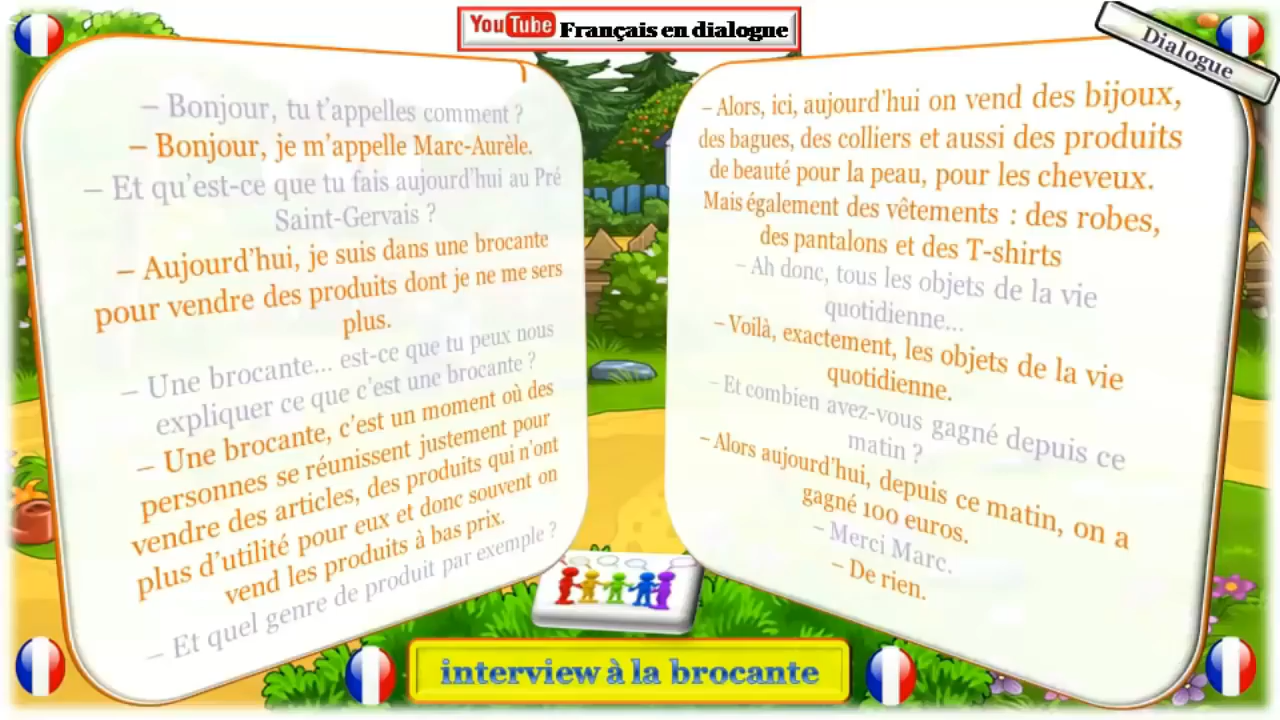 YouTube Français en dialogue
Dialogue
– Bonjour, tu t’appelles comment ?
– Bonjour, je m’appelle Marc-Aurèle.
– Et qu’est-ce que tu fais aujourd’hui au Pré
Saint-Gervais ?
– Aujourd’hui, je suis dans une brocante
pour vendre des produits dont je ne me sers
plus.
– Une brocante... est-ce que tu peux nous
expliquer ce que c’est une brocante ?
– Une brocante, c’est un moment où des
personnes se réunissent justement pour
vendre des articles, des produits qui n’ont
plus d’utilité pour eux et donc souvent on
vend les produits à bas prix.
– Et quel genre de produit par exemple ?
– Alors, ici, aujourd’hui on vend des bijoux,
des bagues, des colliers et aussi des produits
de beauté pour la peau, pour les cheveux.
Mais également des vêtements : des robes,
des pantalons et des T-shirts
– Ah donc, tous les objets de la vie
quotidienne...
– Voilà, exactement, les objets de la vie
quotidienne.
– Et combien avez-vous gagné depuis ce
matin ?
– Alors aujourd’hui, depuis ce matin, on a
gagné 100 euros.
– Merci Marc.
– De rien.
interview à la brocante